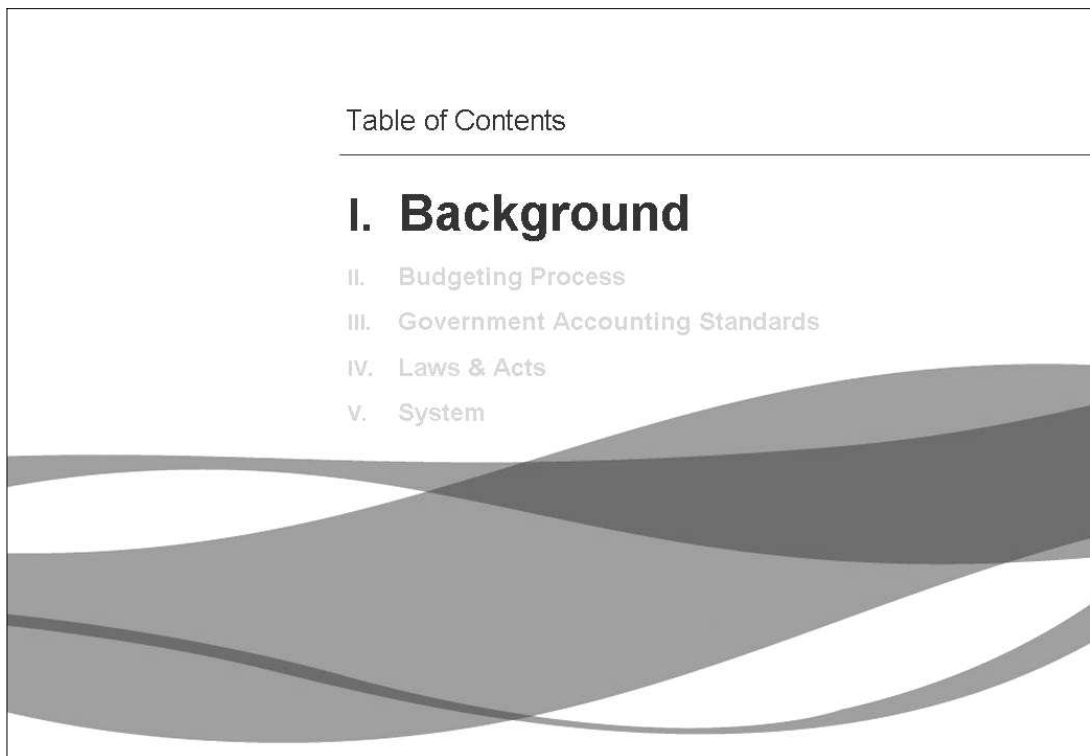 Table of Contents
I. Background
II. Budgeting Process
III. Government Accounting Standards
IV. Laws & Acts
V. System